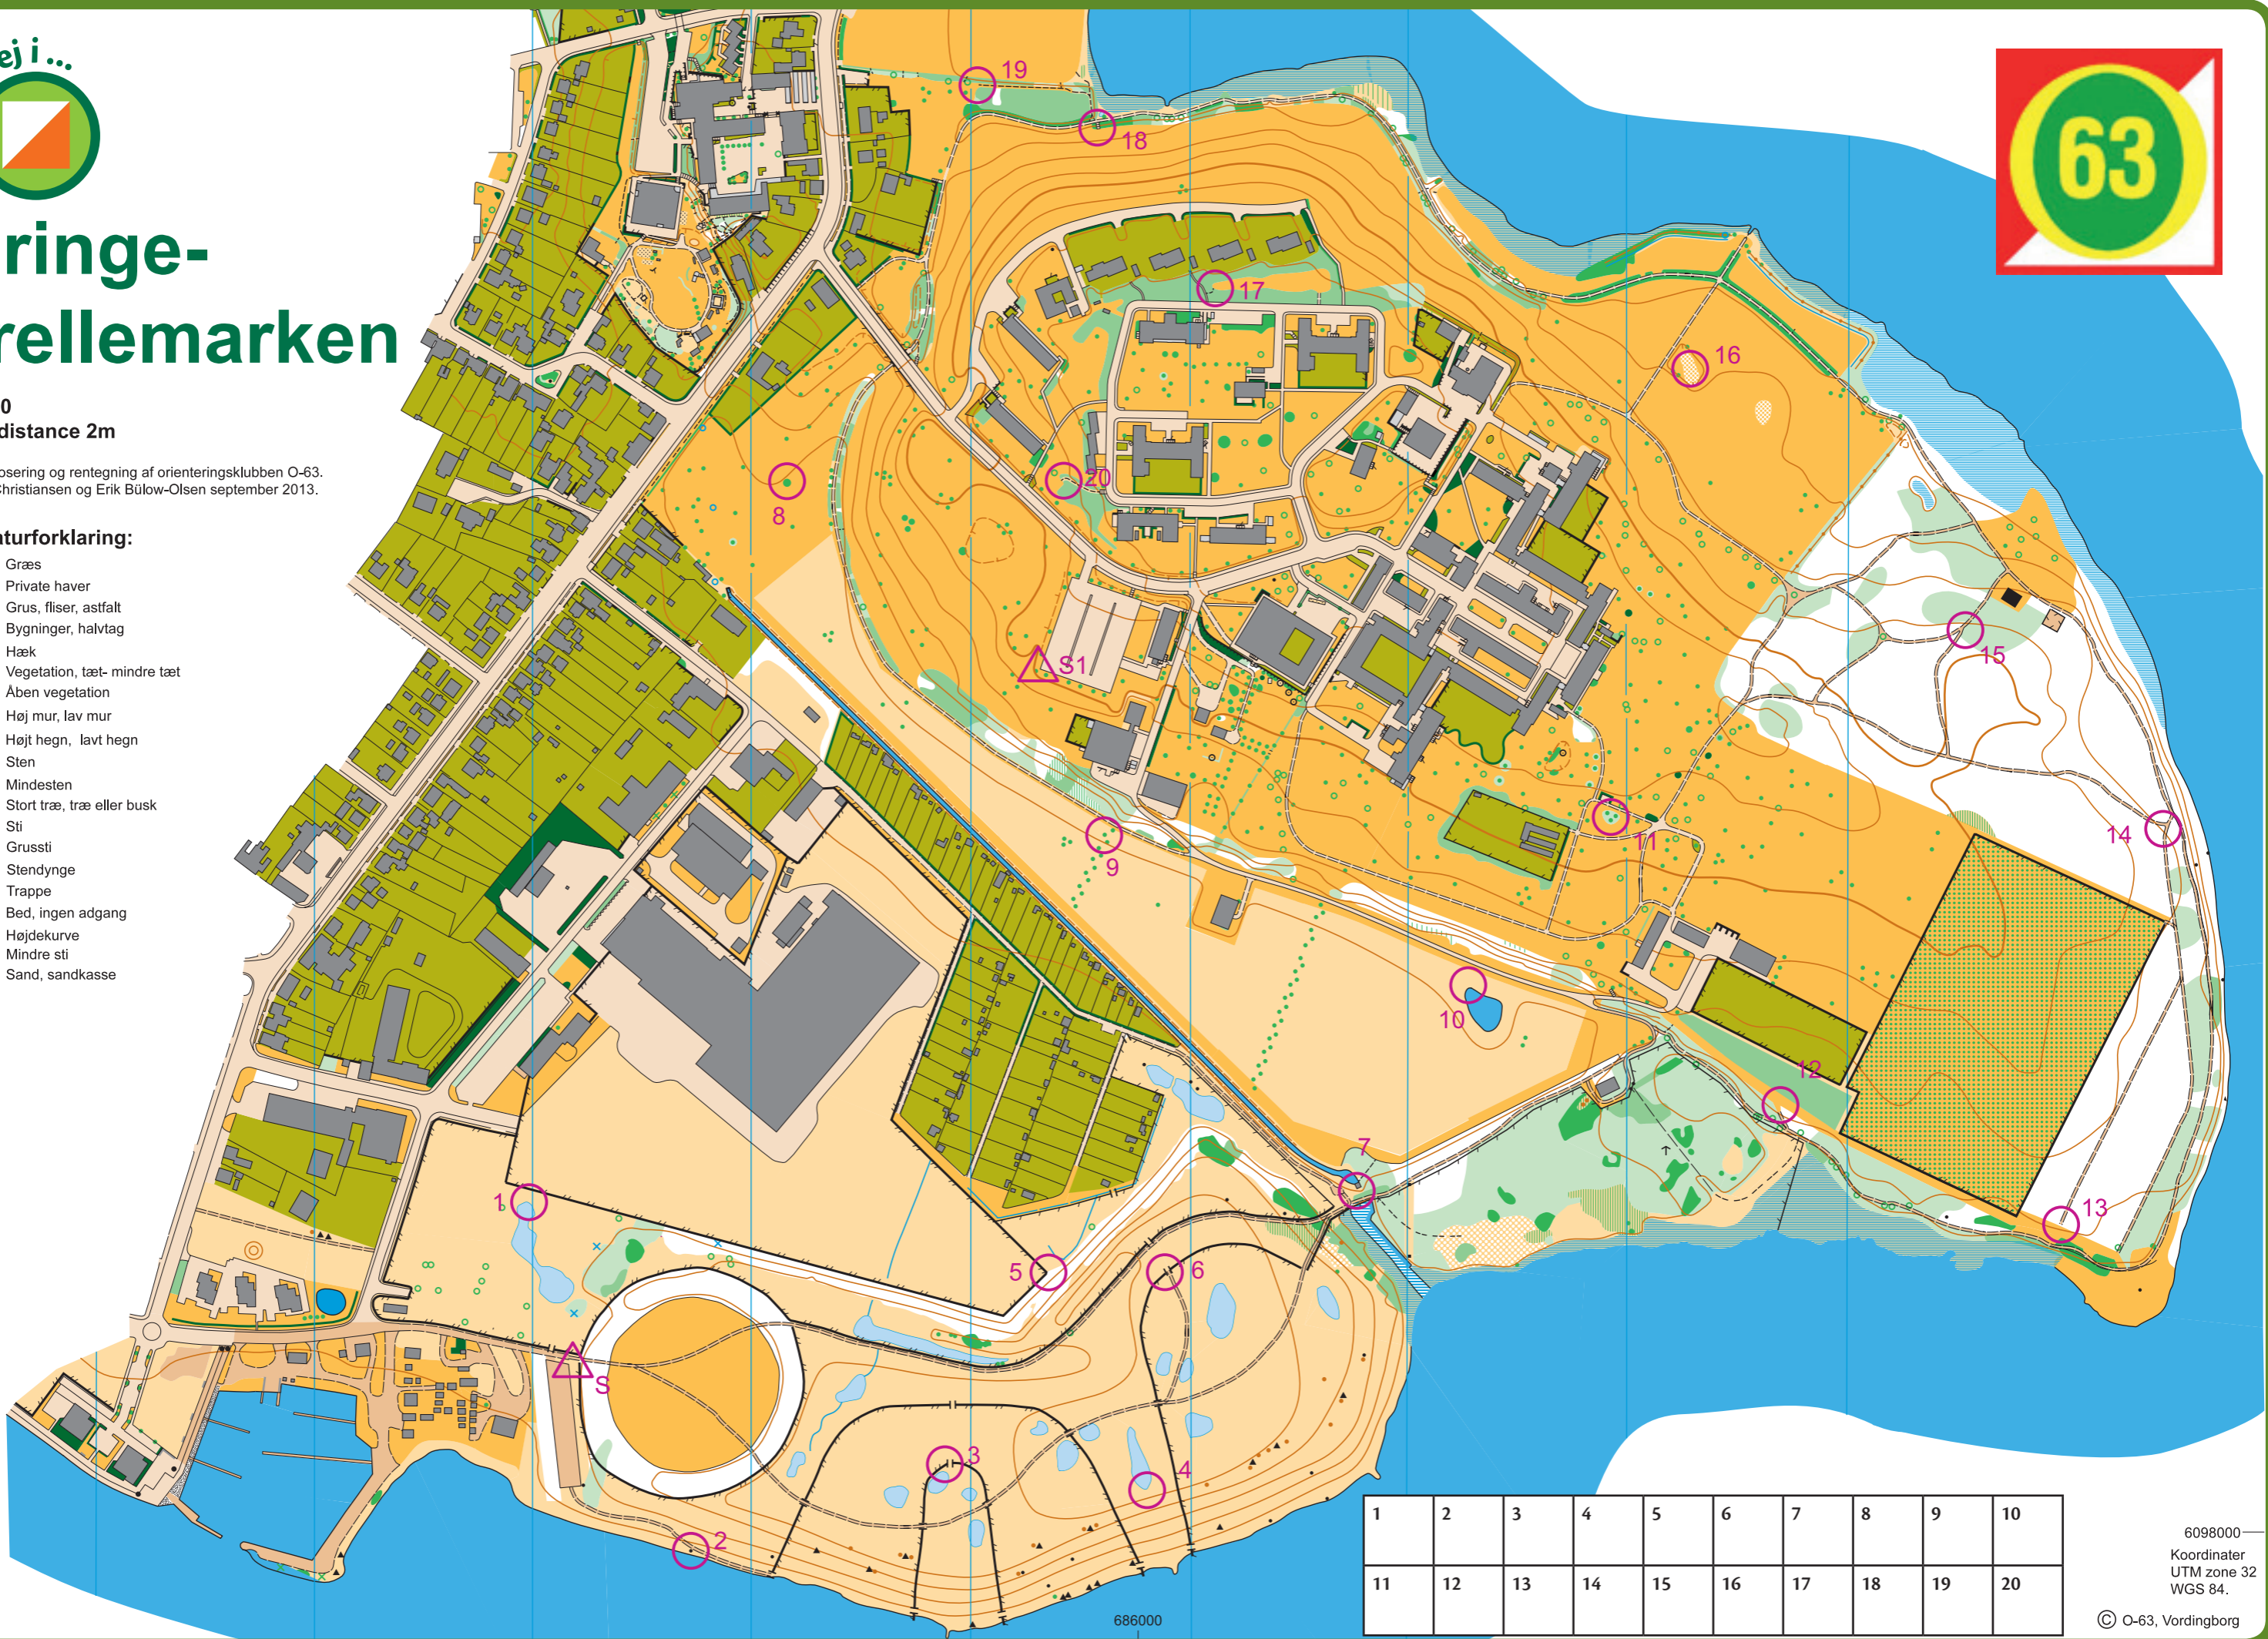 ej i ...
ringe-
rellemarken
0
distance 2m
osering og rentegning af orienteringsklubben O-63.
Christiansen og Erik Bülow-Olsen september 2013.
aturforklaring:
Græs
Private haver
Grus, fliser, astfalt
Bygninger, halvtag
Hæk
Vegetation, tæt- mindre tæt
Åben vegetation
Høj mur, lav mur
Højt hegn, lavt hegn
Sten
Mindesten
Stort træ, træ eller busk
Sti
Grussti
Stendynge
Trappe
Bed, ingen adgang
Højdekurve
Mindre sti
Sand, sandkasse
63
19
18
17
16
8
20
15
S1
14
11
9
10
12
7
1
13
5
6
S
3
4
2
1 2 3 4 5 6 7 8 9 10
11 12 13 14 15 16 17 18 19 20
686000
6098000
Koordinater
UTM zone 32
WGS 84.
© O-63, Vordingborg